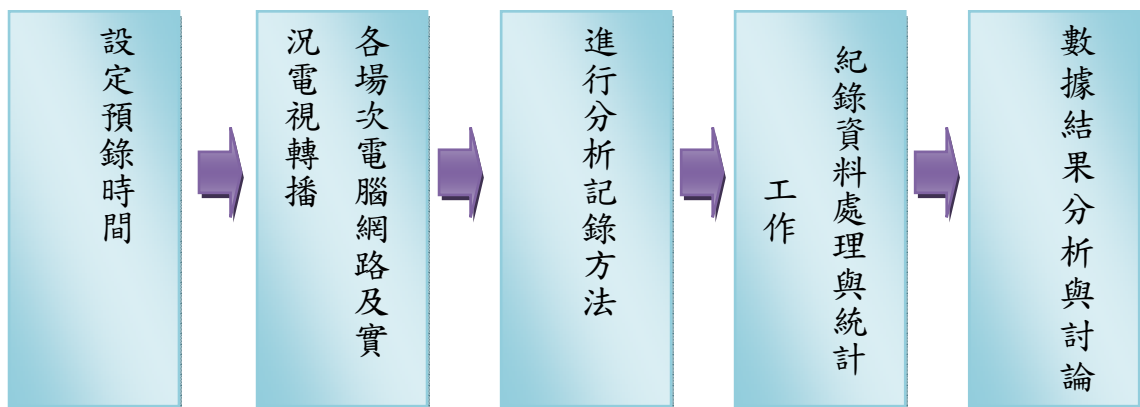 設定預錄時間
各場次電腦網路及實
況電視轉播
進行分析記錄方法
紀錄資料處理與統計
工作
數據結果分析與討論